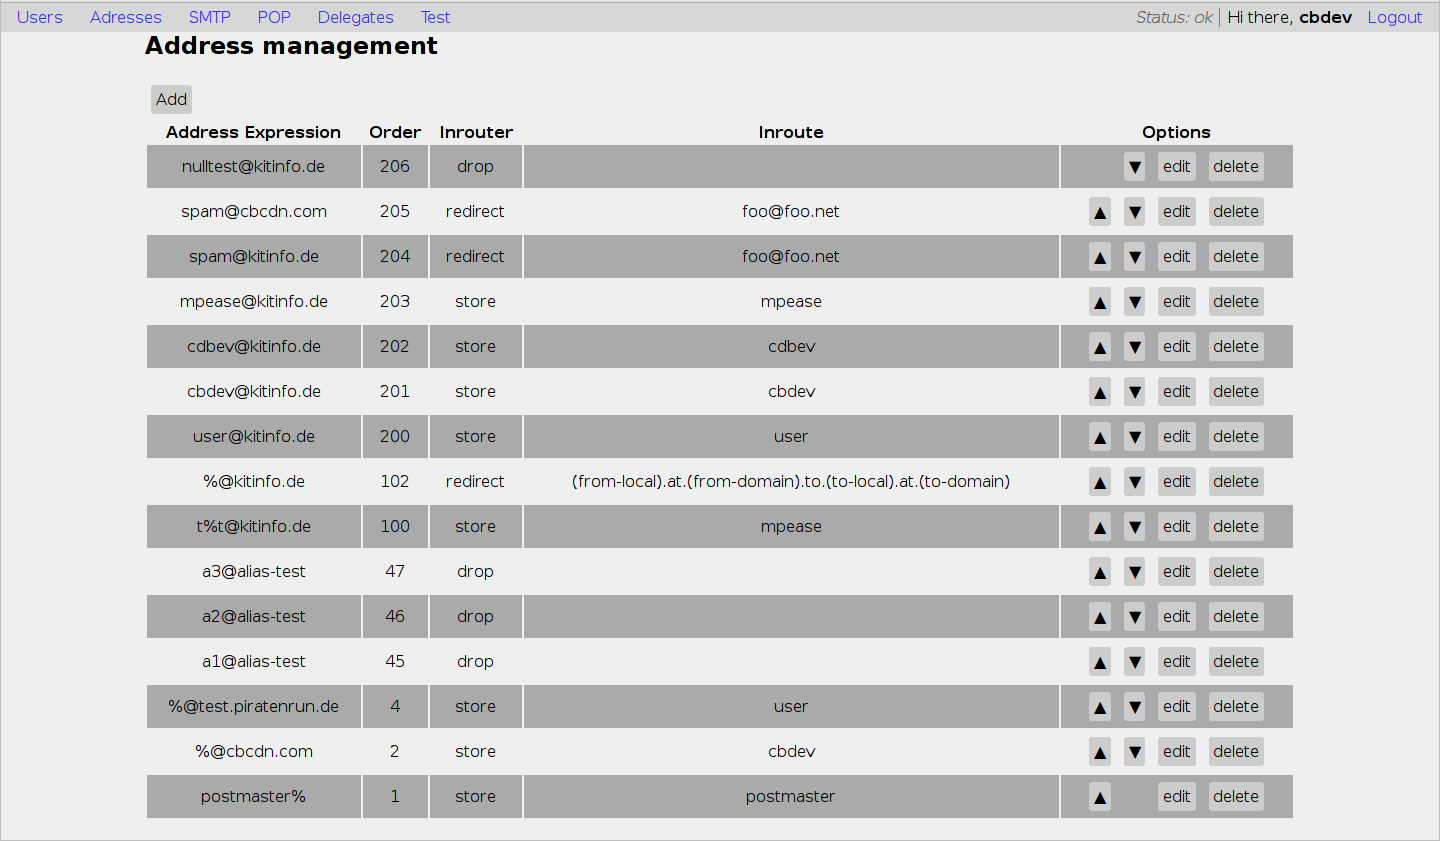 Users Adresses SMTP POP Delegates Test Status: ok Hi there, cbdev Logout
Address management
Add
Address Expression Order Inrouter Inroute Options
nulltest@kitinfo.de 206 drop ▼ edit delete
spam@cbcdn.com 205 redirect foo@foo.net ▲ ▼ edit delete
spam@kitinfo.de 204 redirect foo@foo.net ▲ ▼ edit delete
mpease@kitinfo.de 203 store mpease ▲ ▼ edit delete
cdbev@kitinfo.de 202 store cdbev ▲ ▼ edit delete
cbdev@kitinfo.de 201 store cbdev ▲ ▼ edit delete
user@kitinfo.de 200 store user ▲ ▼ edit delete
%@kitinfo.de 102 redirect (from-local).at.(from-domain).to.(to-local).at.(to-domain) ▲ ▼ edit delete
t%t@kitinfo.de 100 store mpease ▲ ▼ edit delete
a3@alias-test 47 drop ▲ ▼ edit delete
a2@alias-test 46 drop ▲ ▼ edit delete
a1@alias-test 45 drop ▲ ▼ edit delete
%@test.piratenrun.de 4 store user ▲ ▼ edit delete
%@cbcdn.com 2 store cbdev ▲ ▼ edit delete
postmaster% 1 store postmaster ▲ edit delete